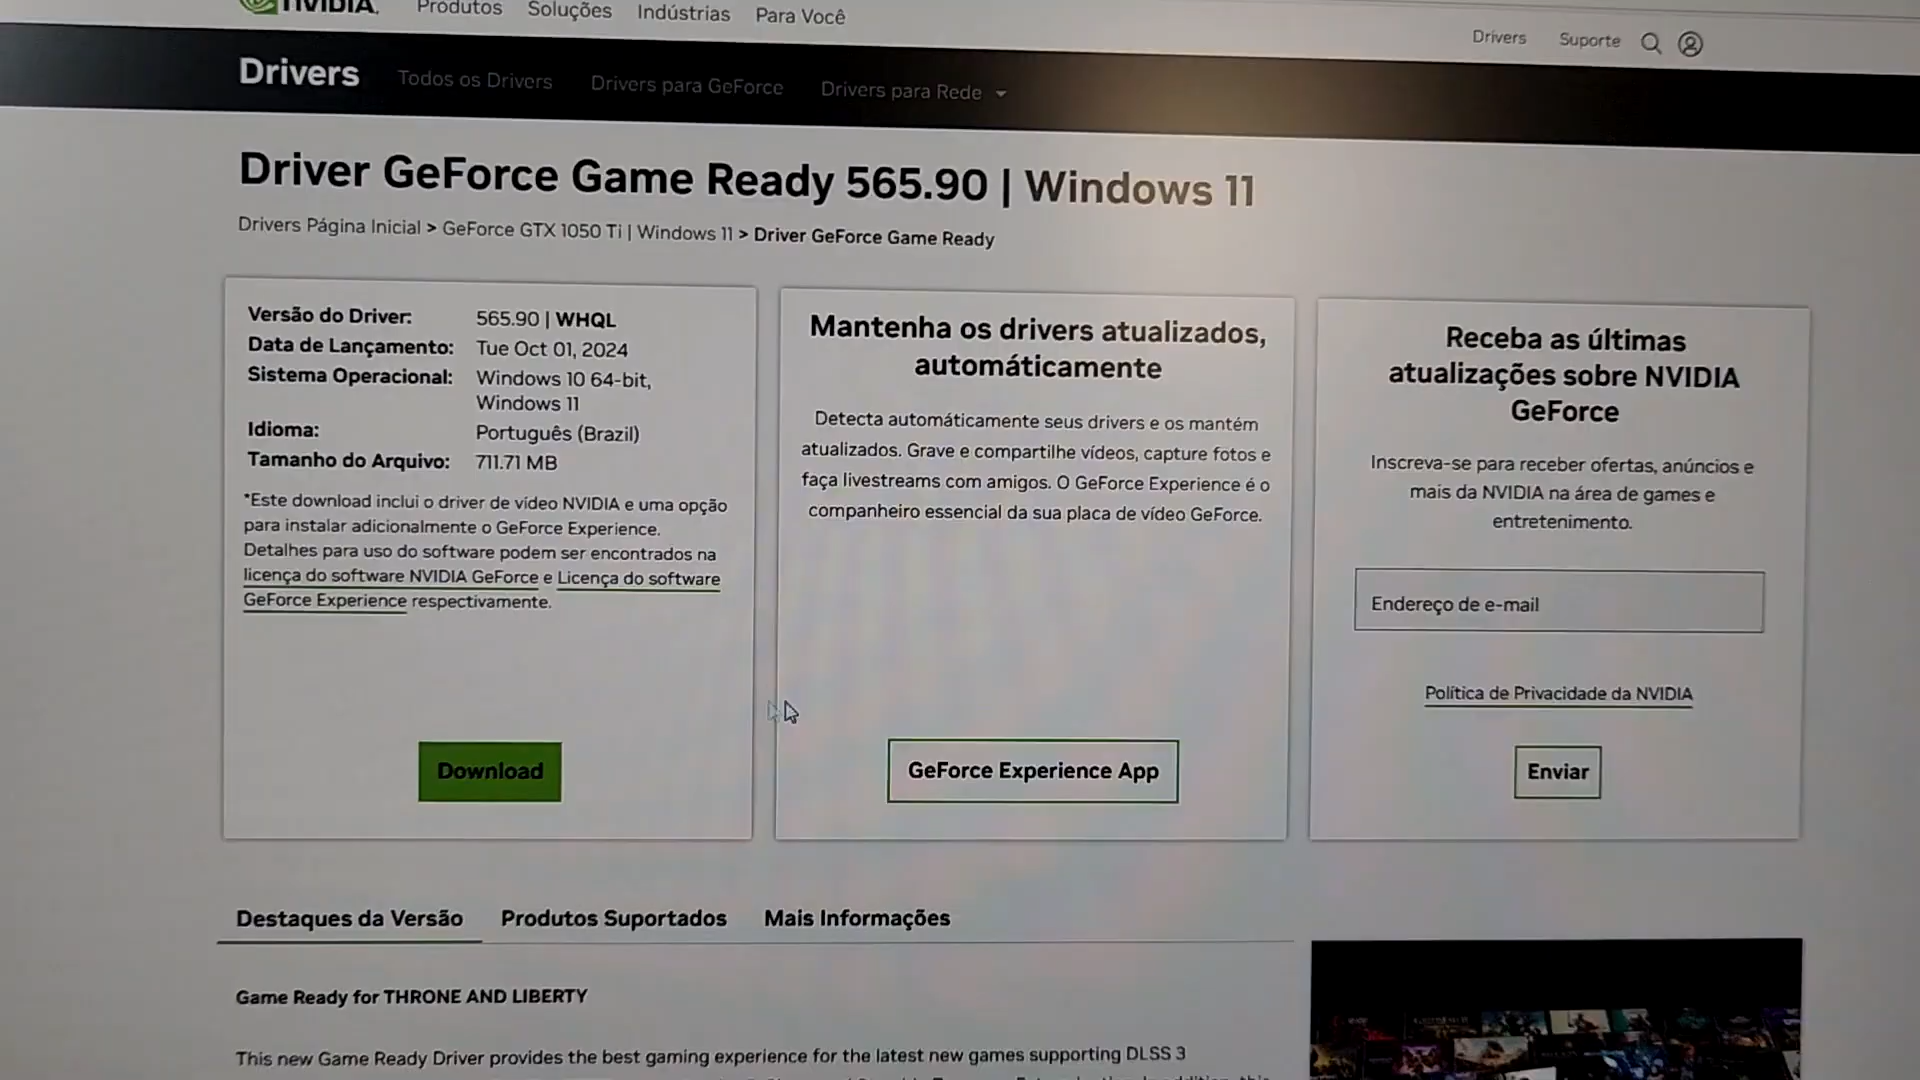 NVIDIA.
Produtos Soluções Indústrias Para Você
Drivers Suporte
Drivers Todos os Drivers Drivers para GeForce Drivers para Rede
Driver GeForce Game Ready 565.90 | Windows 11
Drivers Página Inicial > GeForce GTX 1050 Ti | Windows 11 > Driver GeForce Game Ready
Versão do Driver: 565.90 | WHQL
Data de Lançamento: Tue Oct 01, 2024
Sistema Operacional: Windows 10 64-bit,
Windows 11
Idioma: Português (Brazil)
Tamanho do Arquivo: 711.71 MB
*Este download inclui o driver de vídeo NVIDIA e uma opção
para instalar adicionalmente o GeForce Experience.
Detalhes para uso do software podem ser encontrados na
licença do software NVIDIA GeForce e Licença do software
GeForce Experience respectivamente.
Download
Mantenha os drivers atualizados,
automáticamente
Detecta automáticamente seus drivers e os mantém
atualizados. Grave e compartilhe vídeos, capture fotos e
faça livestreams com amigos. O GeForce Experience é o
companheiro essencial da sua placa de vídeo GeForce.
GeForce Experience App
Receba as últimas
atualizações sobre NVIDIA
GeForce
Inscreva-se para receber ofertas, anúncios e
mais da NVIDIA na área de games e
entretenimento.
Endereço de e-mail
Política de Privacidade da NVIDIA
Enviar
Destaques da Versão Produtos Suportados Mais Informações
Game Ready for THRONE AND LIBERTY
This new Game Ready Driver provides the best gaming experience for the latest new games supporting DLSS 3